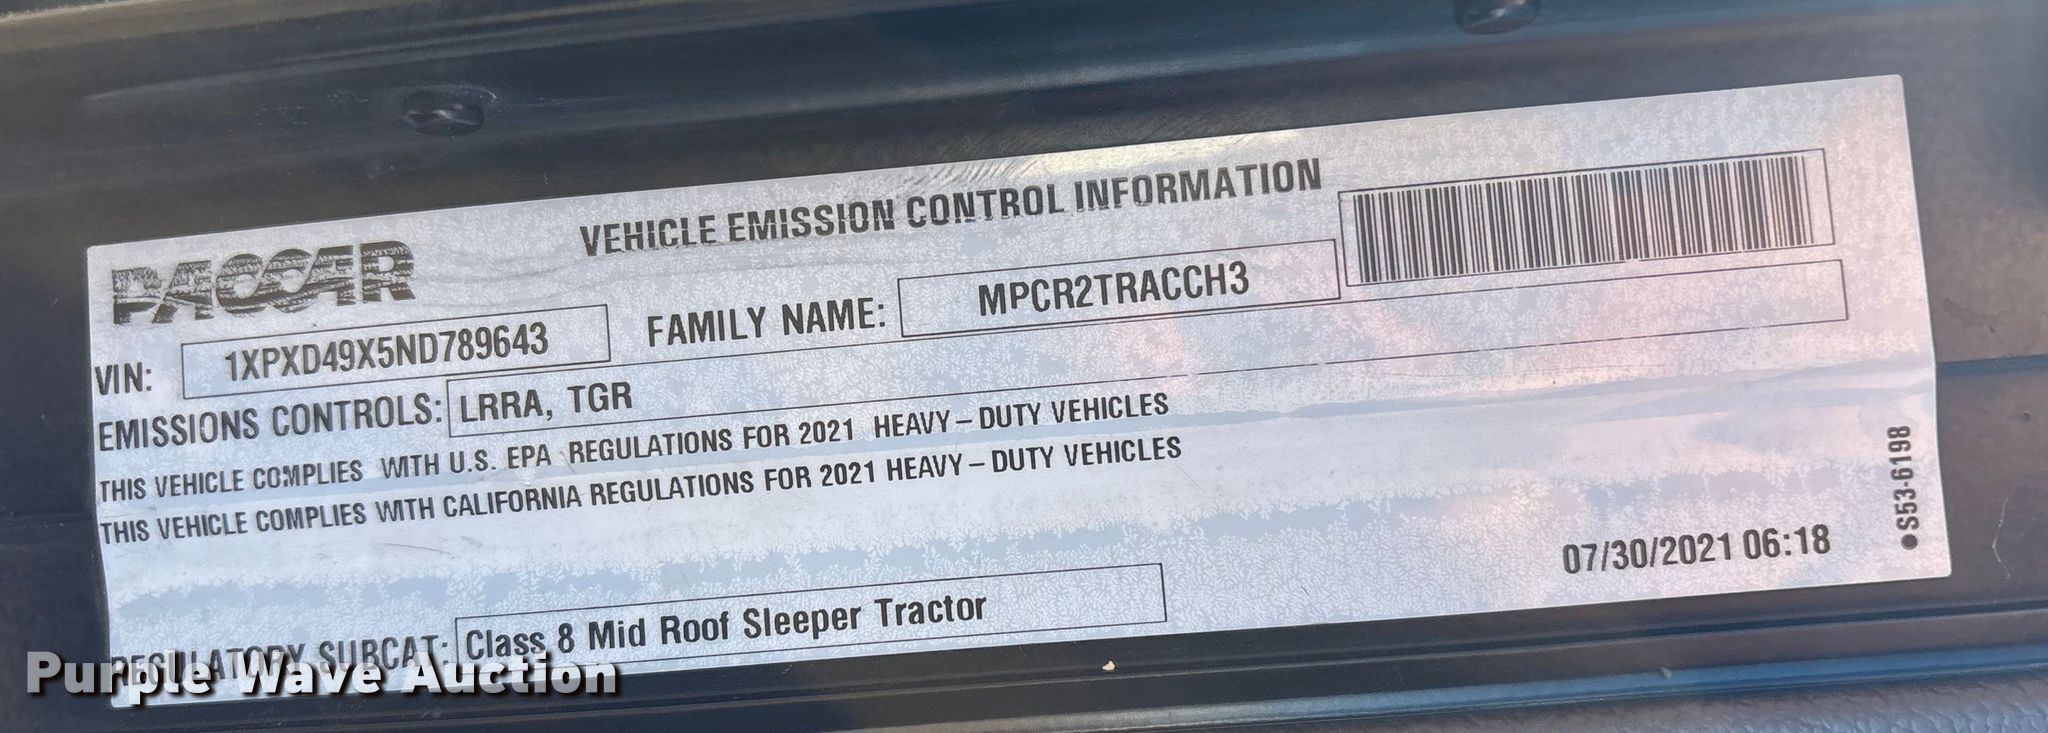 PACCAR
VEHICLE EMISSION CONTROL INFORMATION
VIN: 1XPXD49X5ND789643 FAMILY NAME: MPCR2TRACCH3
EMISSIONS CONTROLS: LRRA, TGR
THIS VEHICLE COMPLIES WITH U.S. EPA REGULATIONS FOR 2021 HEAVY-DUTY VEHICLES
THIS VEHICLE COMPLIES WITH CALIFORNIA REGULATIONS FOR 2021 HEAVY-DUTY VEHICLES
REGULATORY SUBCAT: Class 8 Mid Roof Sleeper Tractor
07/30/2021 06:18
●S53-6198
Purple Wave Auction